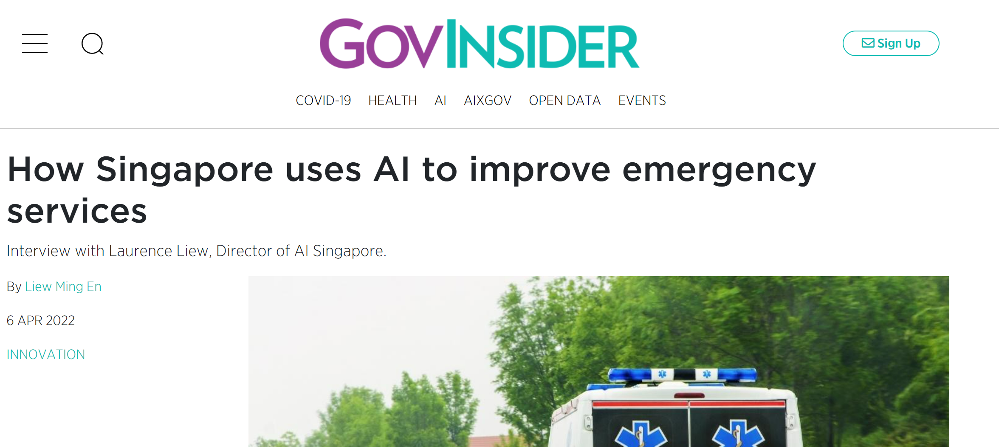 GOVINSIDER
Sign Up
COVID-19 HEALTH AI AIXGOV OPEN DATA EVENTS
How Singapore uses AI to improve emergency
services
Interview with Laurence Liew, Director of AI Singapore.
By Liew Ming En
6 APR 2022
INNOVATION